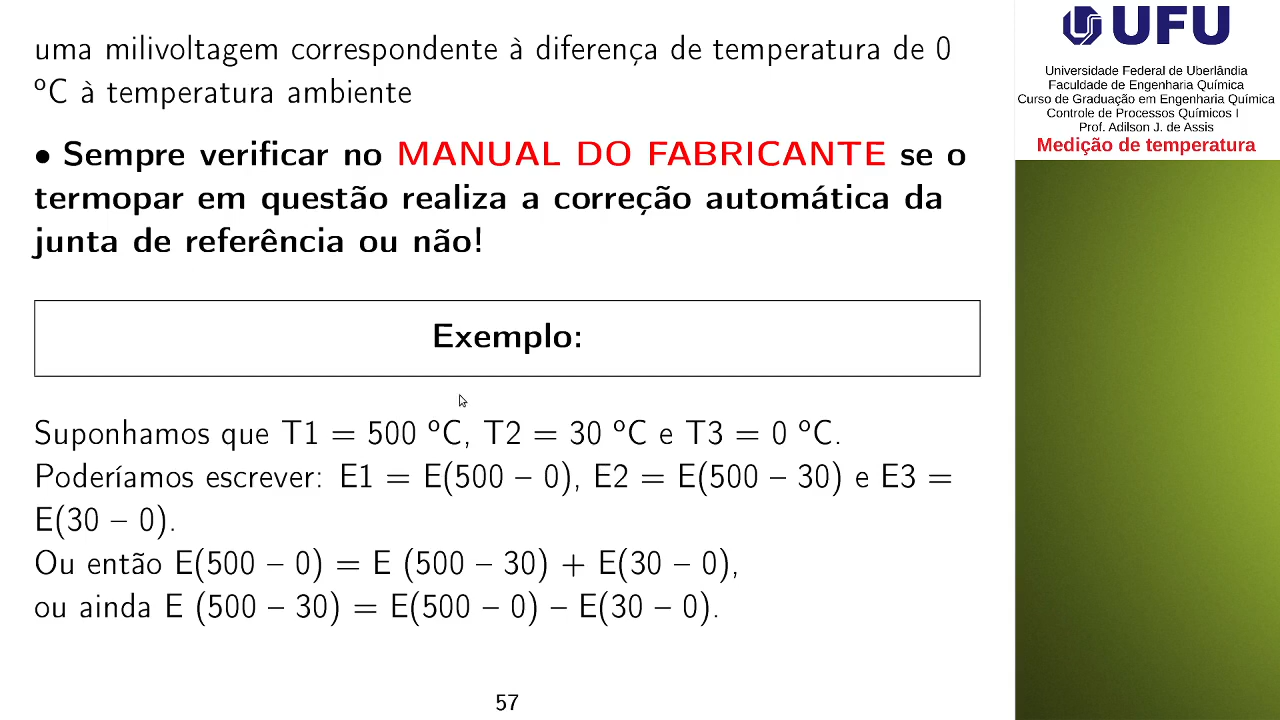 uma milivoltagem correspondente à diferença de temperatura de 0
ºC à temperatura ambiente
• Sempre verificar no MANUAL DO FABRICANTE se o
termopar em questão realiza a correção automática da
junta de referência ou não!
Exemplo:
Suponhamos que T1 = 500 ºC, T2 = 30 ºC e T3 = 0 ºC.
Poderíamos escrever: E1 = E(500 – 0), E2 = E(500 – 30) e E3 =
E(30 – 0).
Ou então E(500 – 0) = E (500 – 30) + E(30 – 0),
ou ainda E (500 – 30) = E(500 – 0) – E(30 – 0).
57
UFU
Universidade Federal de Uberlândia
Faculdade de Engenharia Química
Curso de Graduação em Engenharia Química
Controle de Processos Químicos I
Prof. Adilson J. de Assis
Medição de temperatura